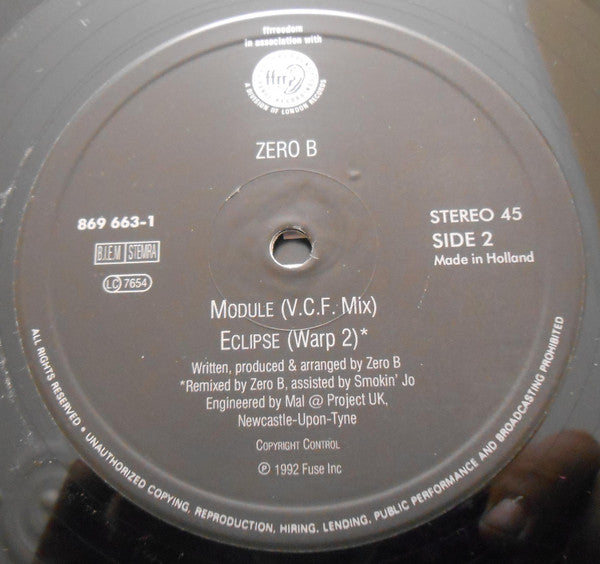 ffrreedom
in association with
ffrr
A DIVISION OF LONDON RECORDS
ZERO B
869 663-1
B.I.E.M STEMRA
LC 7654
STEREO 45
SIDE 2
Made in Holland
MODULE (V.C.F. MIX)
ECLIPSE (WARP 2)*
Written, produced & arranged by Zero B
*Remixed by Zero B, assisted by Smokin' Jo
Engineered by Mal @ Project UK,
Newcastle-Upon-Tyne
COPYRIGHT CONTROL
℗ 1992 Fuse Inc
ALL RIGHTS RESERVED • UNAUTHORIZED COPYING, REPRODUCTION, HIRING, LENDING, PUBLIC PERFORMANCE AND BROADCASTING PROHIBITED